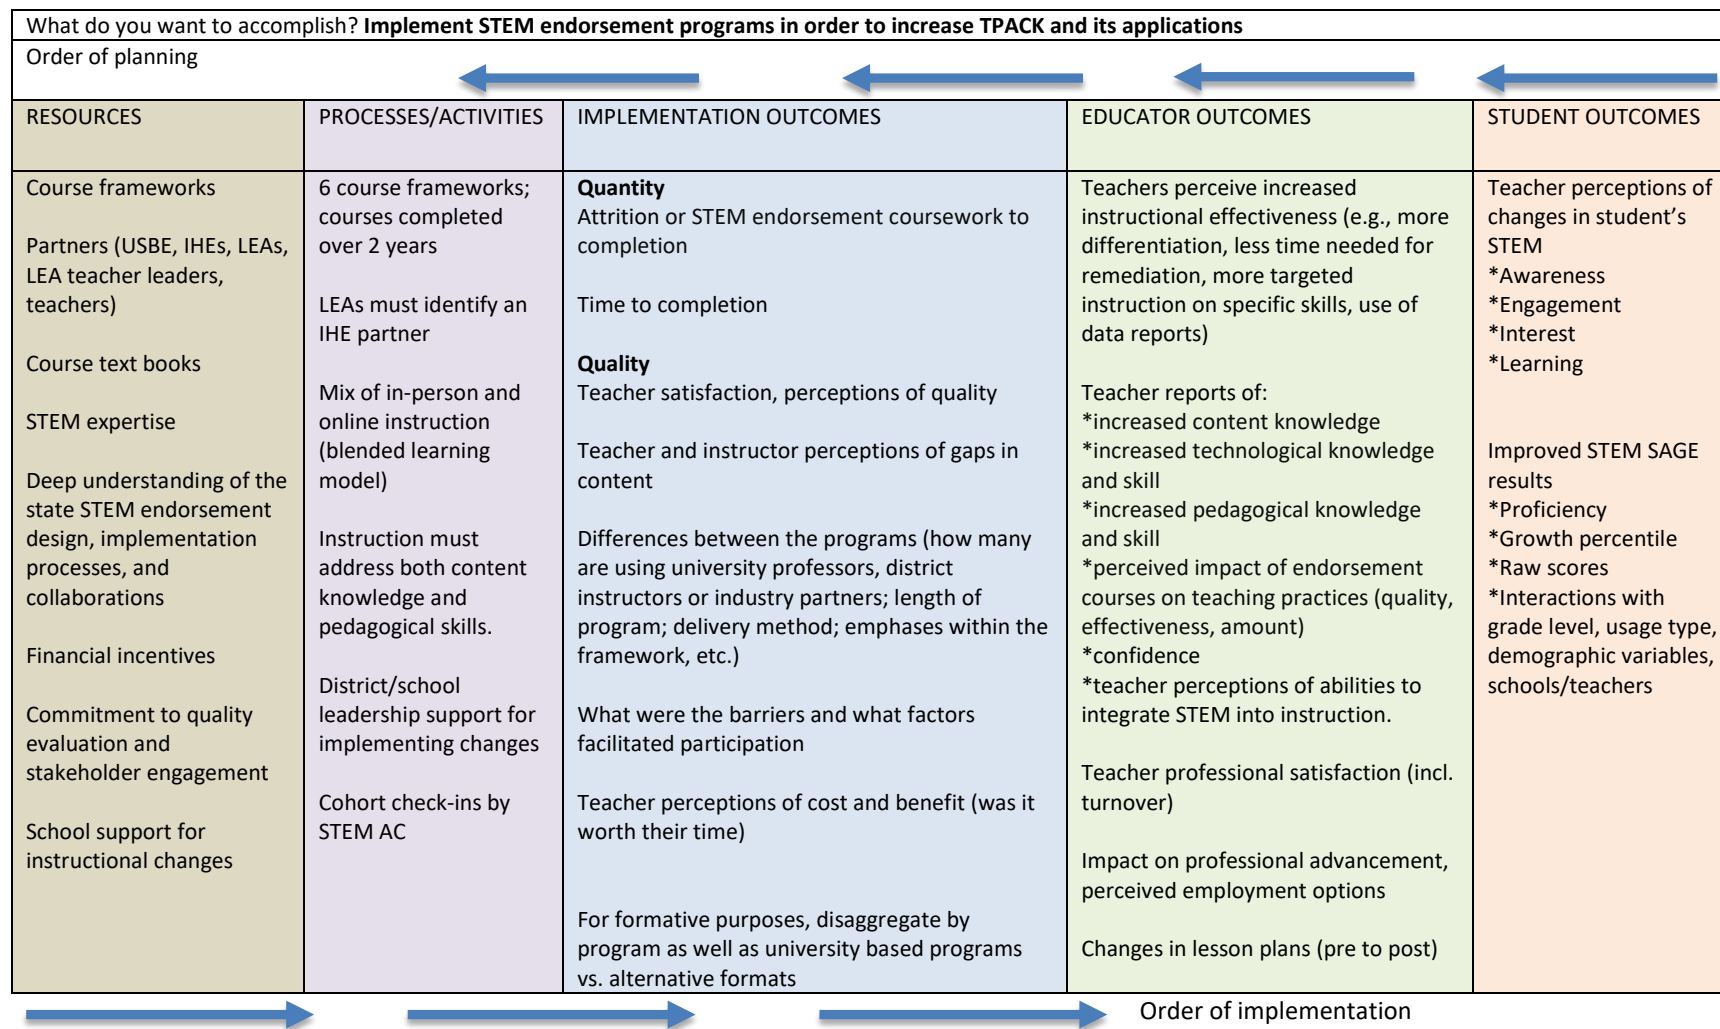 What do you want to accomplish? Implement STEM endorsement programs in order to increase TPACK and its applications
Order of planning
RESOURCES
PROCESSES/ACTIVITIES
IMPLEMENTATION OUTCOMES
EDUCATOR OUTCOMES
STUDENT OUTCOMES
Course frameworks
Partners (USBE, IHEs, LEAs,
LEA teacher leaders,
teachers)
Course text books
STEM expertise
Deep understanding of the
state STEM endorsement
design, implementation
processes, and
collaborations
Financial incentives
Commitment to quality
evaluation and
stakeholder engagement
School support for
instructional changes
6 course frameworks;
courses completed
over 2 years
LEAs must identify an
IHE partner
Mix of in-person and
online instruction
(blended learning
model)
Instruction must
address both content
knowledge and
pedagogical skills.
District/school
leadership support for
implementing changes
Cohort check-ins by
STEM AC
Quantity
Attrition or STEM endorsement coursework to
completion
Time to completion
Quality
Teacher satisfaction, perceptions of quality
Teacher and instructor perceptions of gaps in
content
Differences between the programs (how many
are using university professors, district
instructors or industry partners; length of
program; delivery method; emphases within the
framework, etc.)
What were the barriers and what factors
facilitated participation
Teacher perceptions of cost and benefit (was it
worth their time)
For formative purposes, disaggregate by
program as well as university based programs
vs. alternative formats
Teachers perceive increased
instructional effectiveness (e.g., more
differentiation, less time needed for
remediation, more targeted
instruction on specific skills, use of
data reports)
Teacher reports of:
*increased content knowledge
*increased technological knowledge
and skill
*increased pedagogical knowledge
and skill
*perceived impact of endorsement
courses on teaching practices (quality,
effectiveness, amount)
*confidence
*teacher perceptions of abilities to
integrate STEM into instruction.
Teacher professional satisfaction (incl.
turnover)
Impact on professional advancement,
perceived employment options
Changes in lesson plans (pre to post)
Teacher perceptions of
changes in student's
STEM
*Awareness
*Engagement
*Interest
*Learning
Improved STEM SAGE
results
*Proficiency
*Growth percentile
*Raw scores
*Interactions with
grade level, usage type,
demographic variables,
schools/teachers
Order of implementation